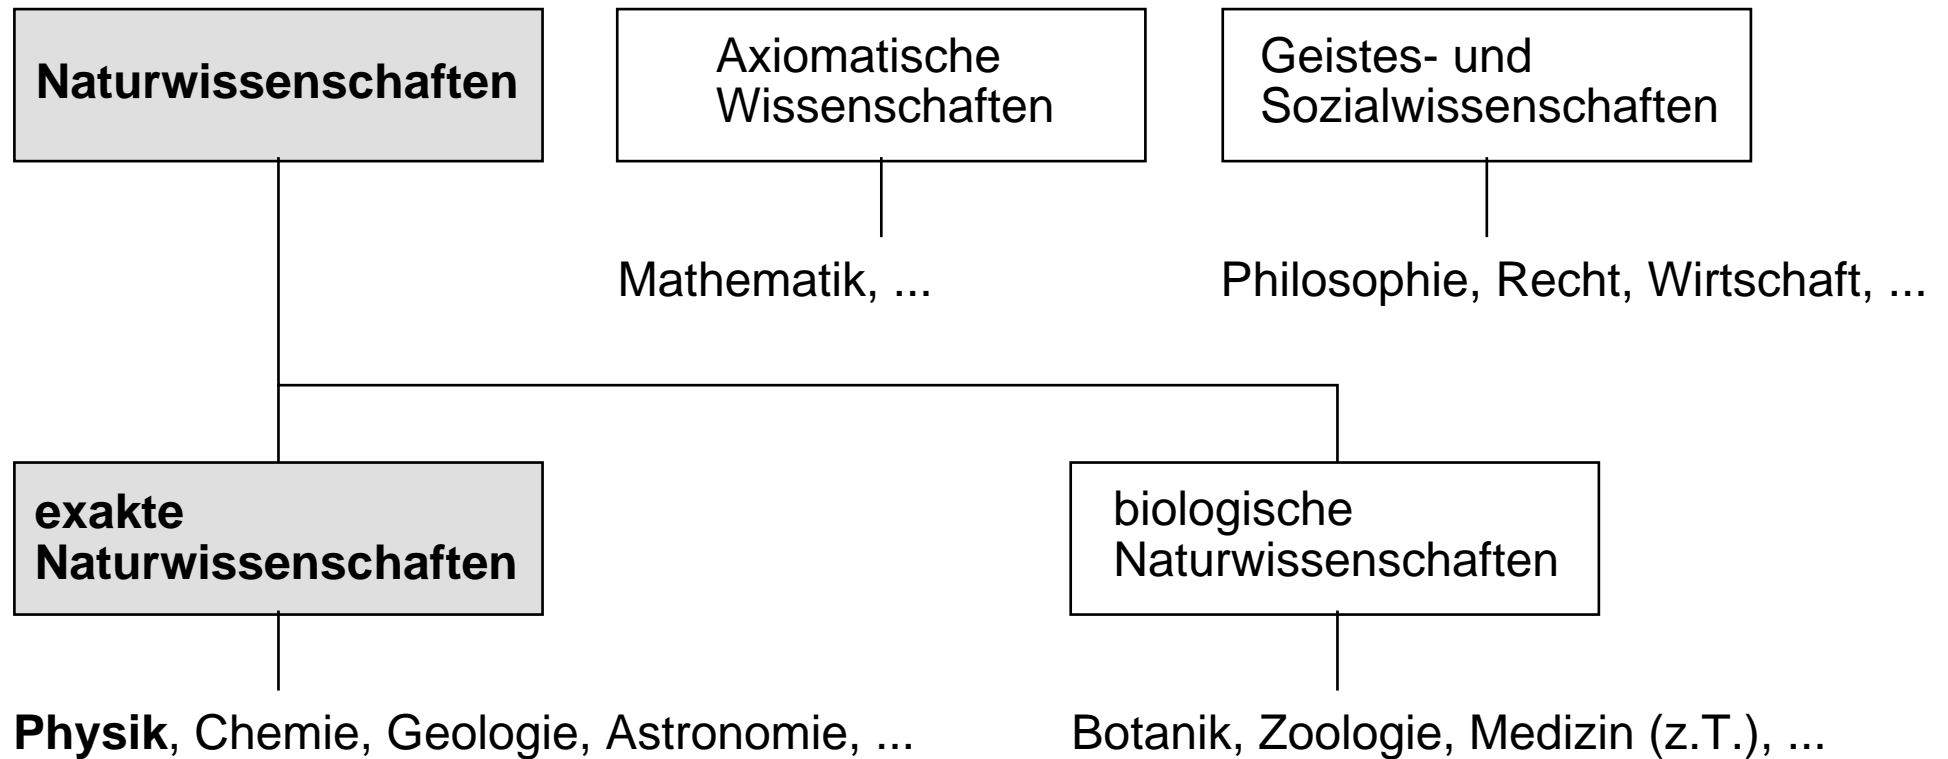 Naturwissenschaften
Axiomatische
Wissenschaften
Geistes- und
Sozialwissenschaften
Mathematik, ...
Philosophie, Recht, Wirtschaft, ...
exakte
Naturwissenschaften
biologische
Naturwissenschaften
Physik, Chemie, Geologie, Astronomie, ...
Botanik, Zoologie, Medizin (z.T.), ...